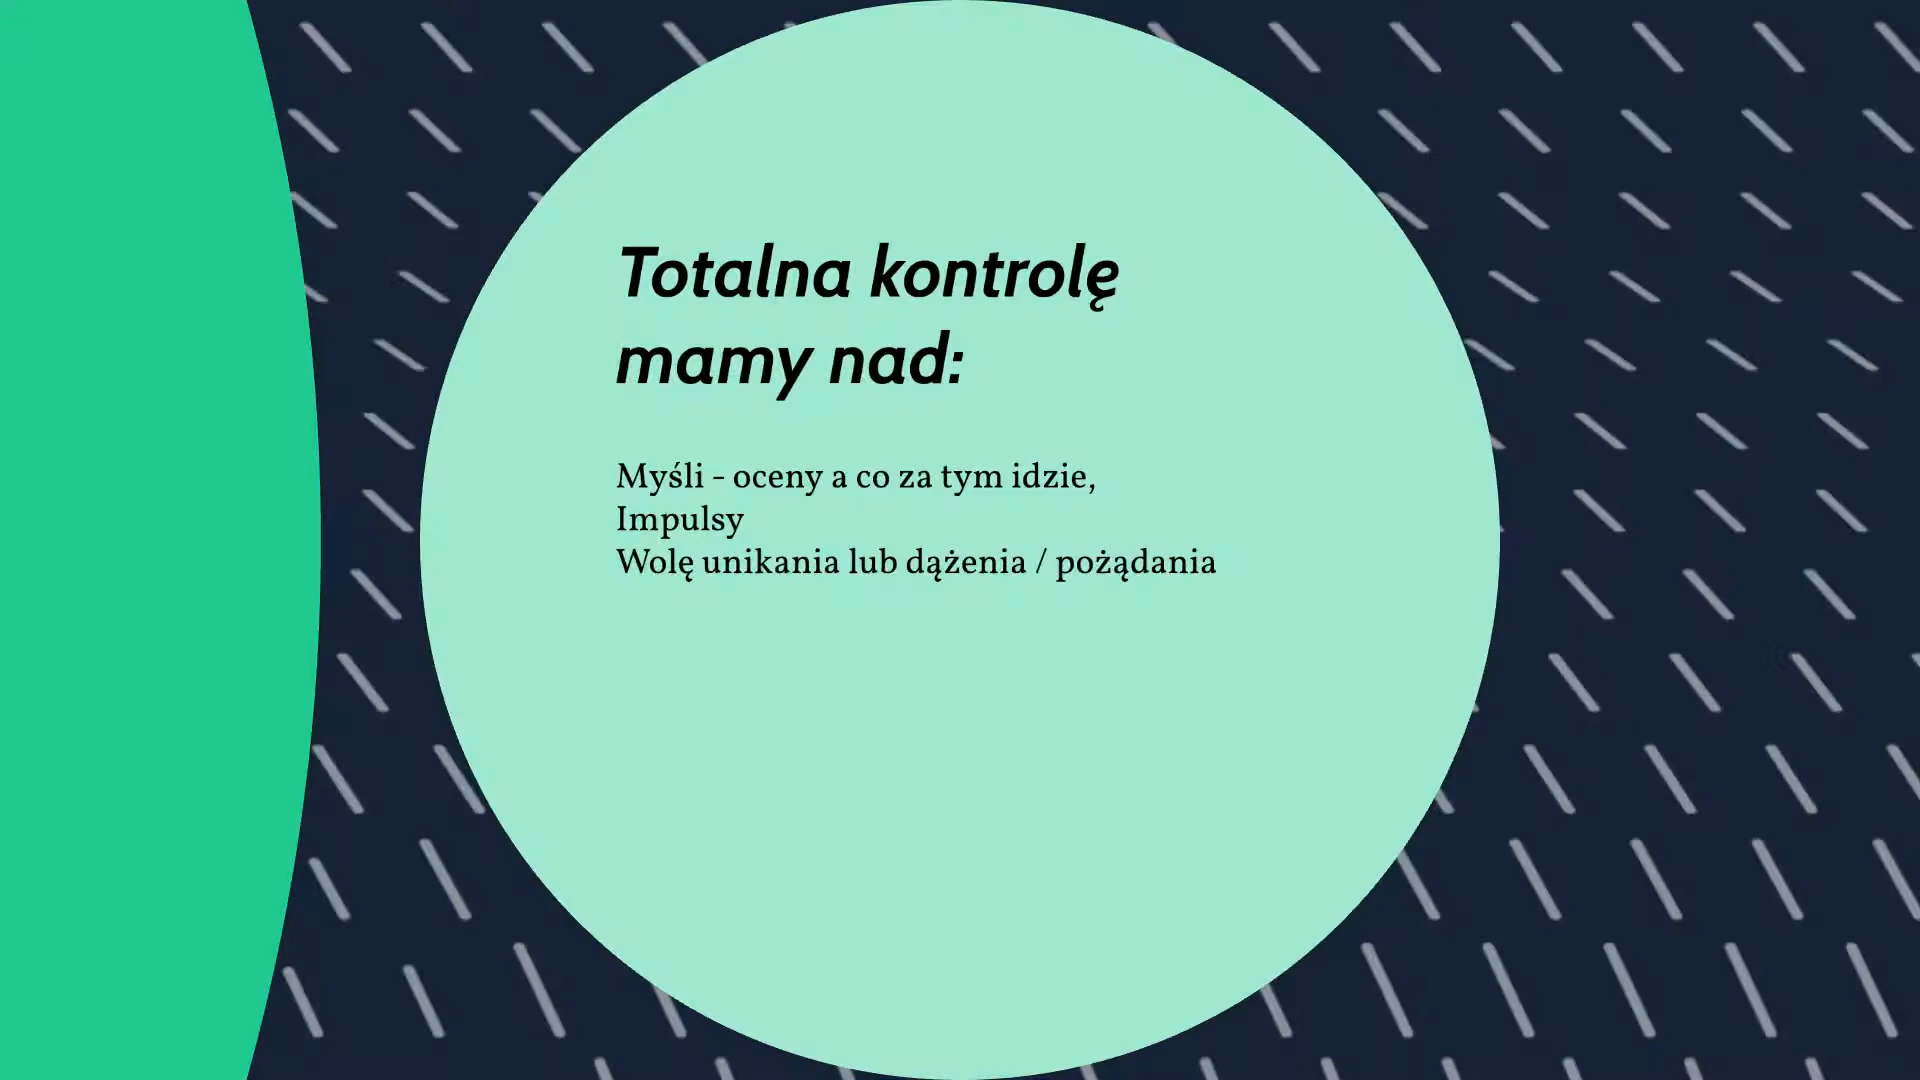 Totalna kontrolę
mamy nad:
Myśli - oceny a co za tym idzie,
Impulsy
Wolę unikania lub dążenia / pożądania